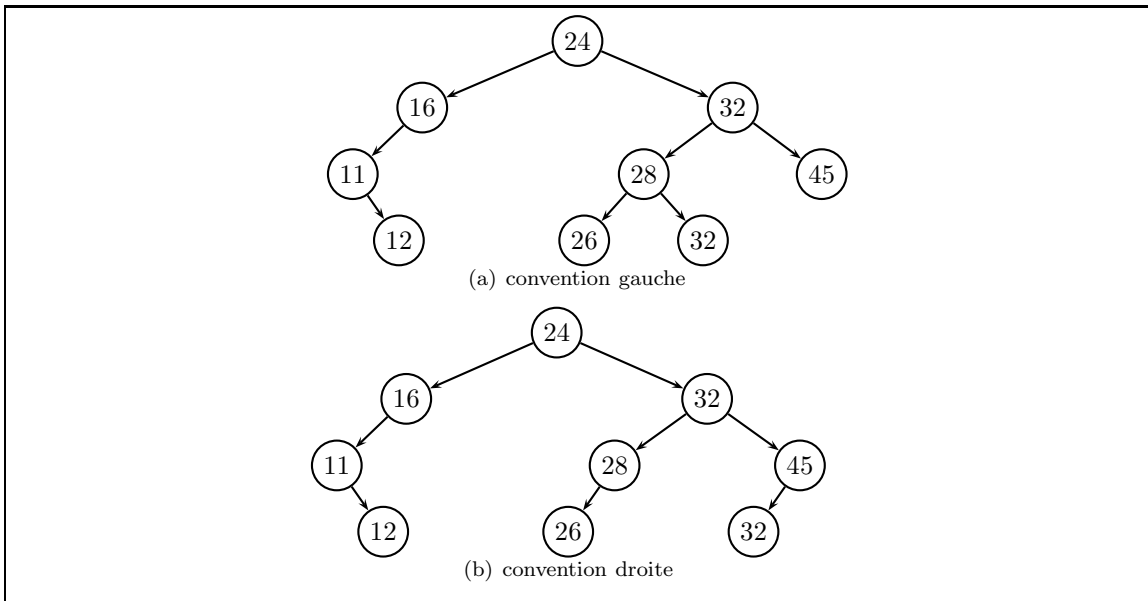 24
16 32
11 28 45
12 26 32
(a) convention gauche
24
16 32
11 28 45
12 26 32
(b) convention droite